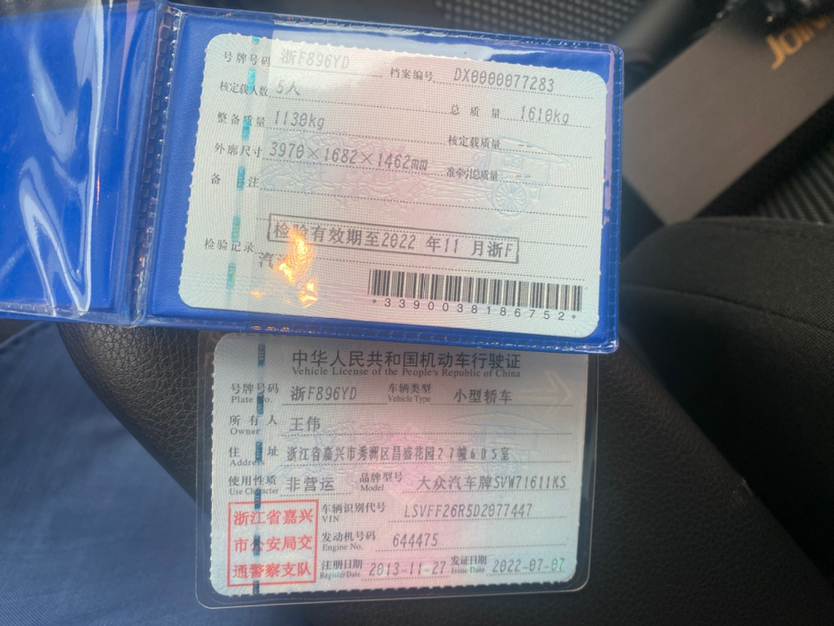 号牌号码 浙F896YD 档案编号 DX0000077283
核定载人数 5人 总质量 1610kg
整备质量 1130kg 核定载质量 --
外廓尺寸 3970×1682×1462mm 准牵引总质量 --
备注
检验有效期至2022年11月浙F
检验记录
*3390038186752*
中华人民共和国机动车行驶证
Vehicle License of the People's Republic of China
号牌号码 浙F896YD 车辆类型 小型轿车
Plate No. Vehicle Type
所有人 王伟
Owner
住址 浙江省嘉兴市秀洲区昌盛花园27幢605室
Address
使用性质 非营运 品牌型号 大众汽车牌SVW71611KS
Use Character Model
浙江省嘉兴
市公安局交
通警察支队
车辆识别代号 LSVFF26R5D2077447
VIN
发动机号码 644475
Engine No.
注册日期 2013-11-27 发证日期 2022-07-07
Register Date Issue Date